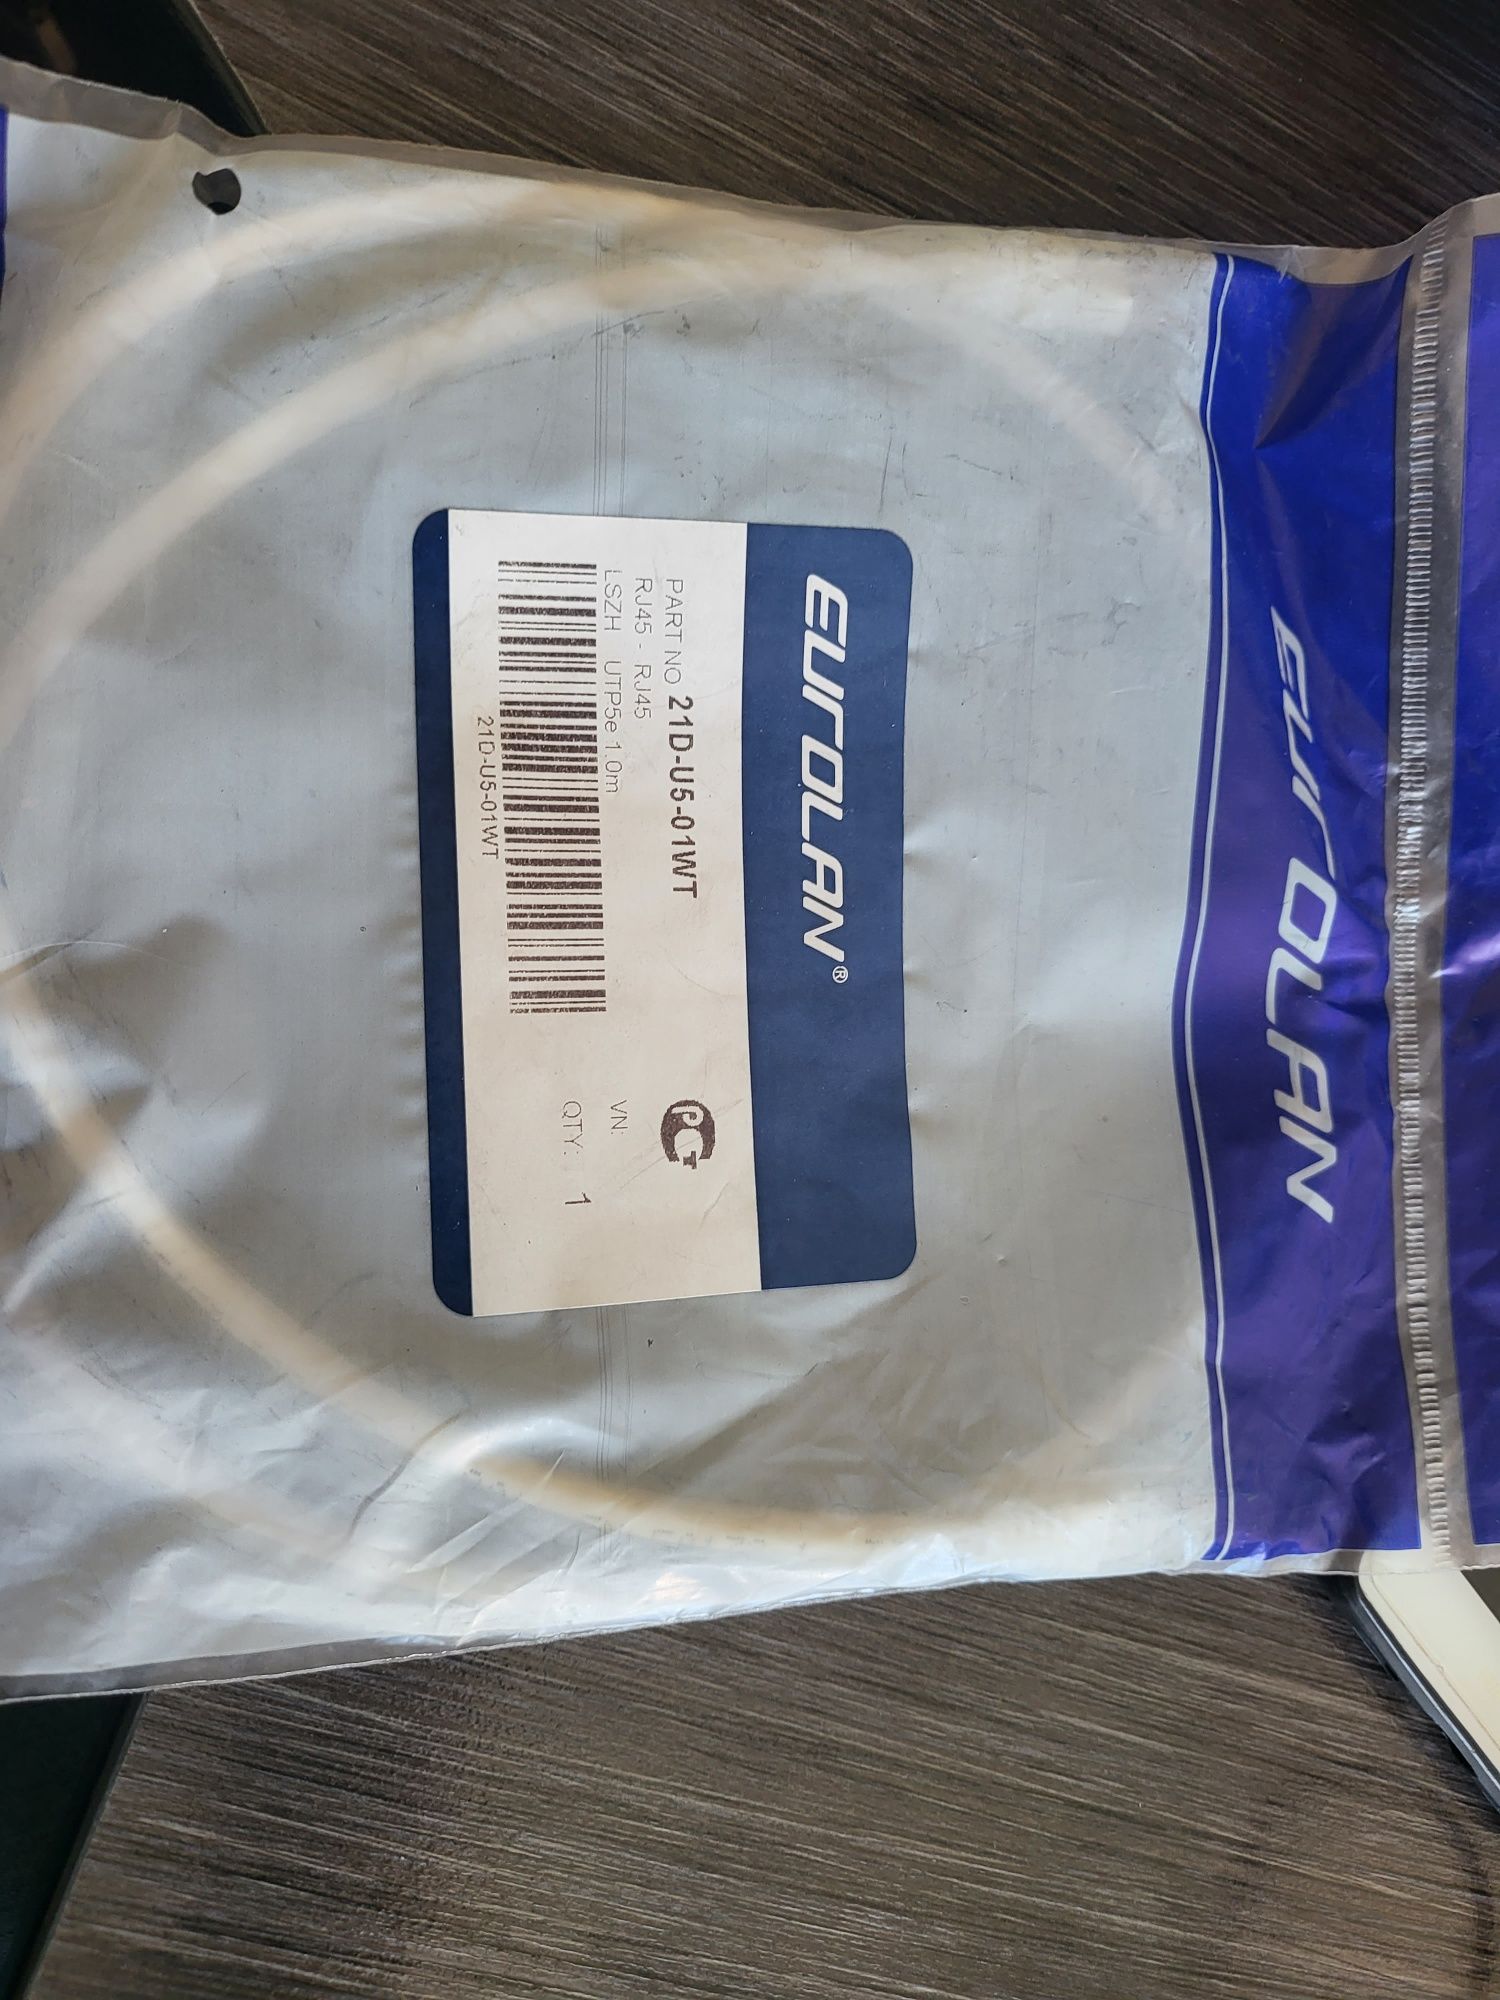 EUROLAN
EUROLAN®
PART NO 21D-U5-01WT
RJ45 - RJ45
LSZH UTP5e 1.0m
21D-U5-01WT
VN:
QTY: 1